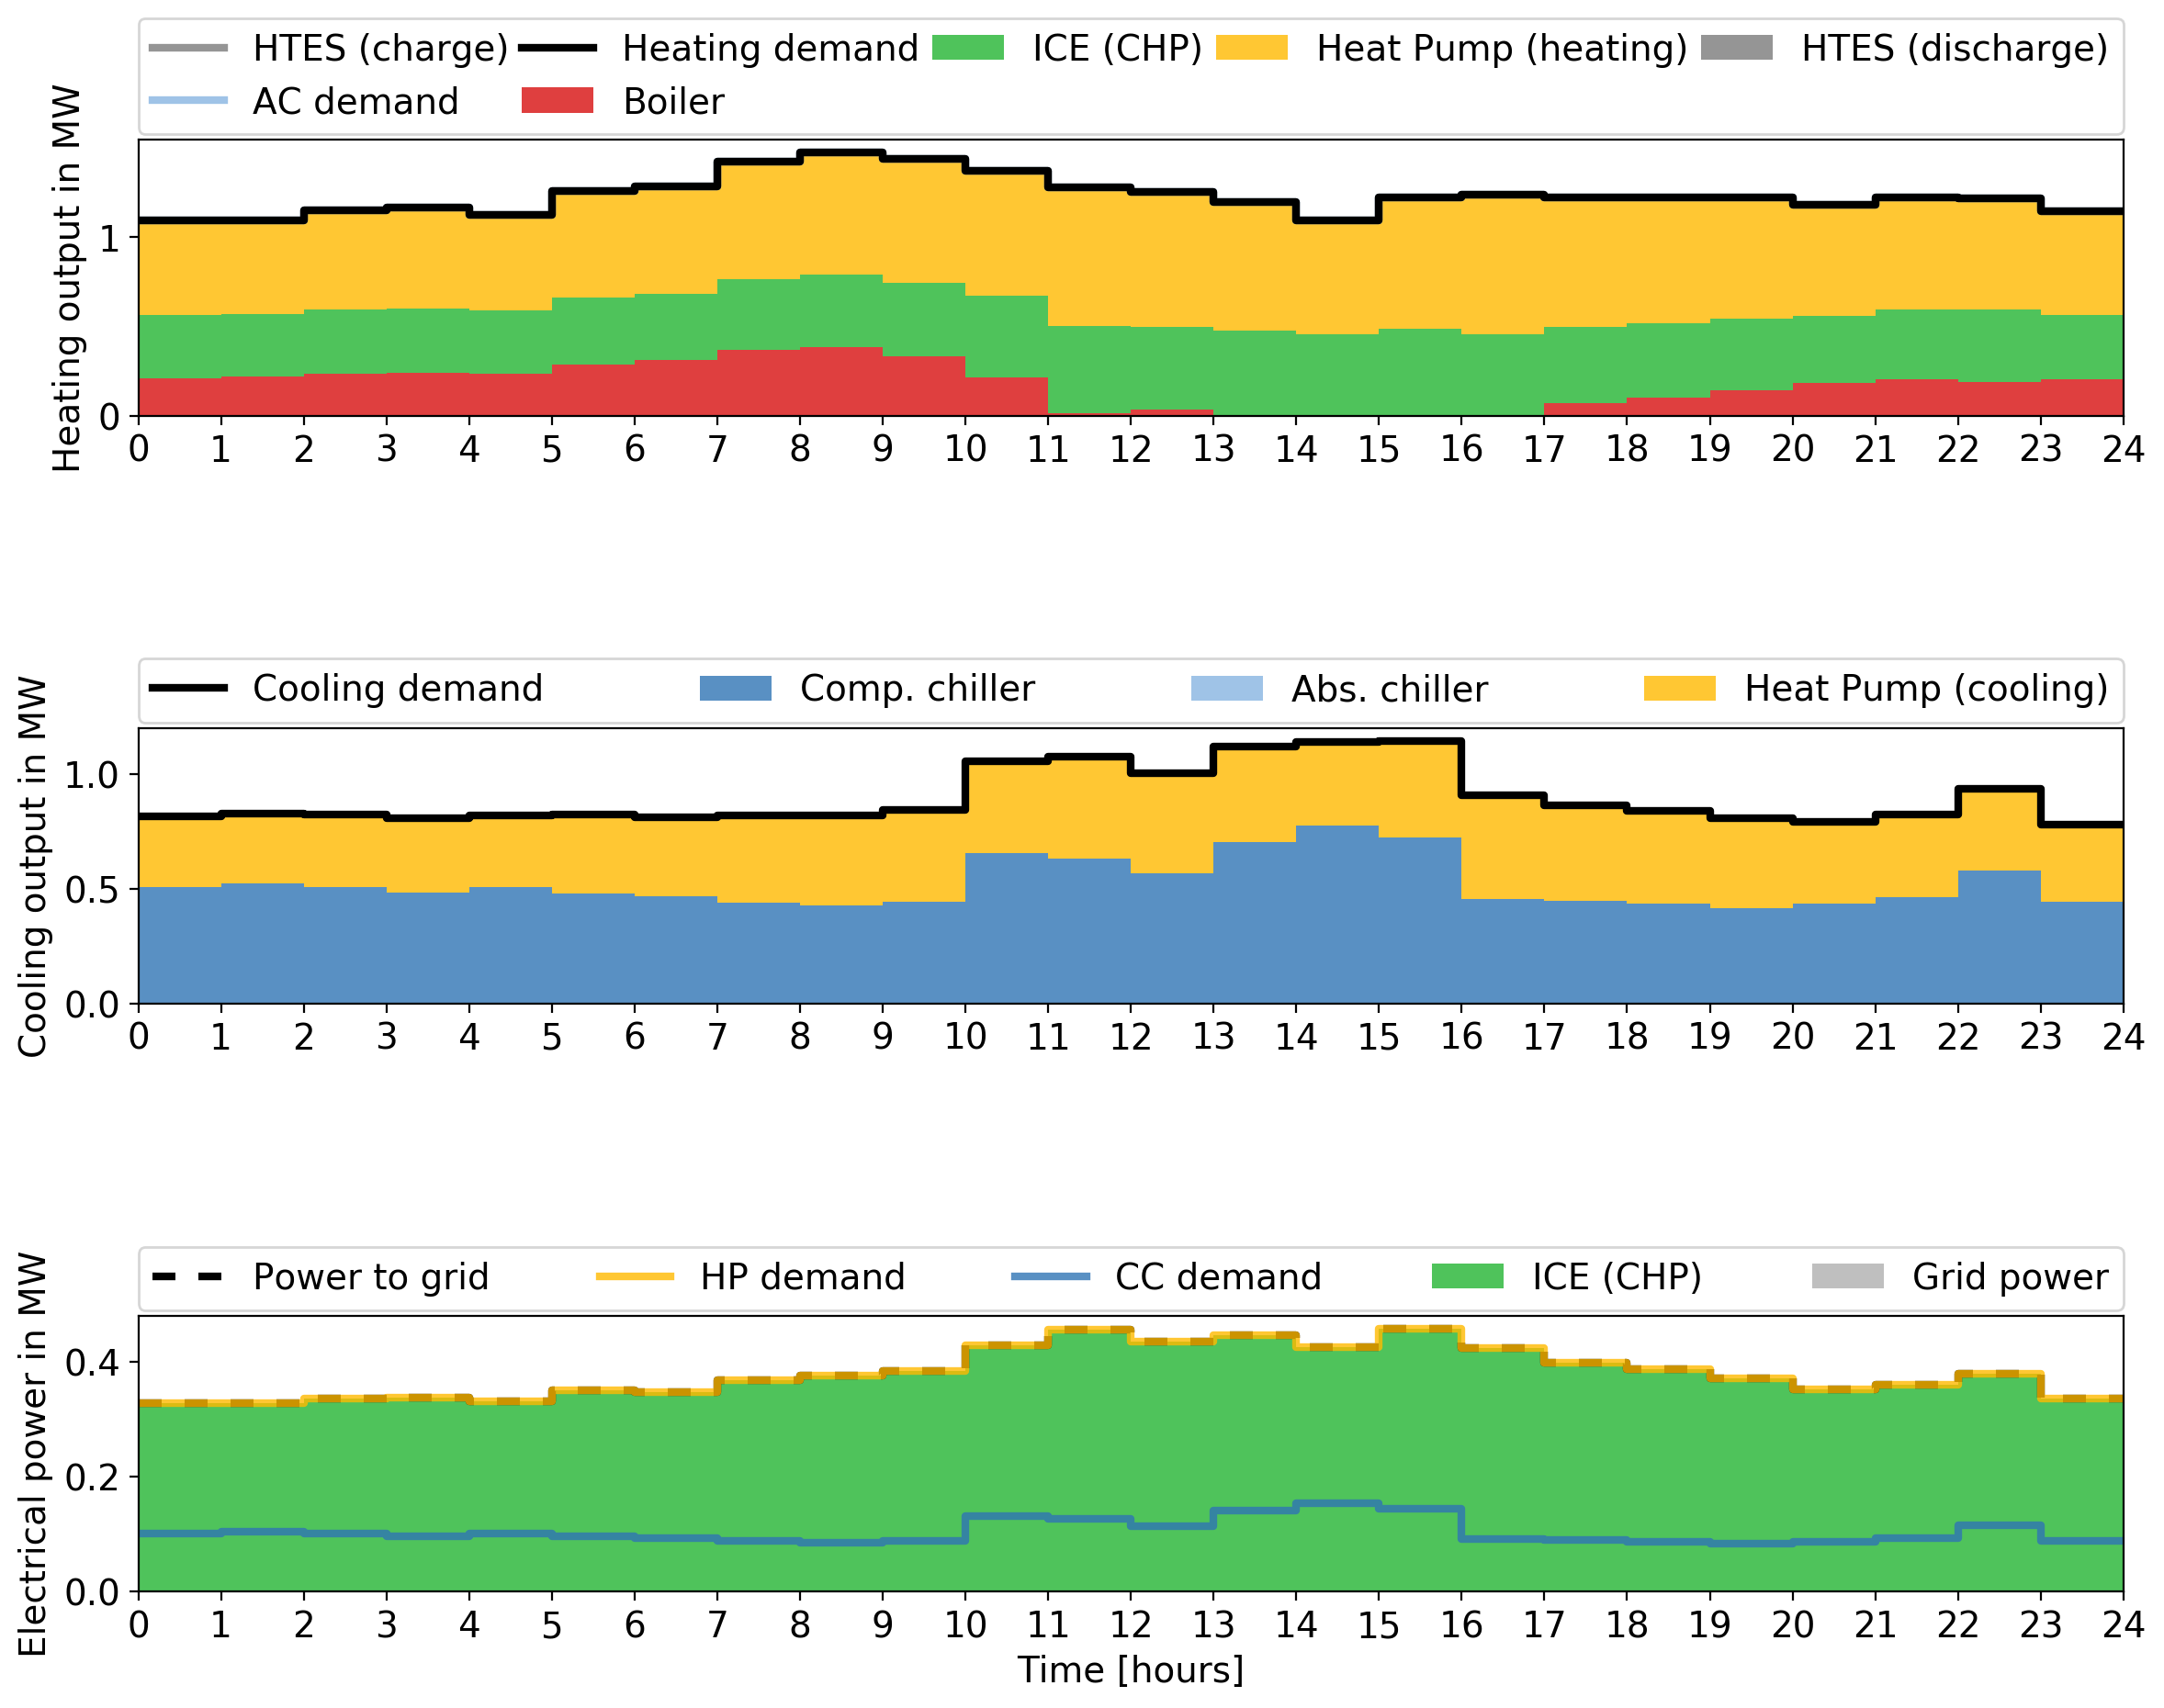 HTES (charge) Heating demand ICE (CHP) Heat Pump (heating) HTES (discharge)
AC demand Boiler
Heating output in MW
1
0
0 1 2 3 4 5 6 7 8 9 10 11 12 13 14 15 16 17 18 19 20 21 22 23 24
Cooling demand Comp. chiller Abs. chiller Heat Pump (cooling)
Cooling output in MW
1.0
0.5
0.0
0 1 2 3 4 5 6 7 8 9 10 11 12 13 14 15 16 17 18 19 20 21 22 23 24
Power to grid HP demand CC demand ICE (CHP) Grid power
Electrical power in MW
0.4
0.2
0.0
0 1 2 3 4 5 6 7 8 9 10 11 12 13 14 15 16 17 18 19 20 21 22 23 24
Time [hours]